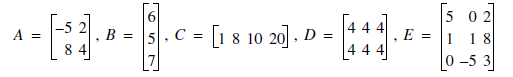 A = [-5 2; 8 4], B = [6; 5; 7], C = [1 8 10 20], D = [4 4 4; 4 4 4], E = [5 0 2; 1 1 8; 0 -5 3]